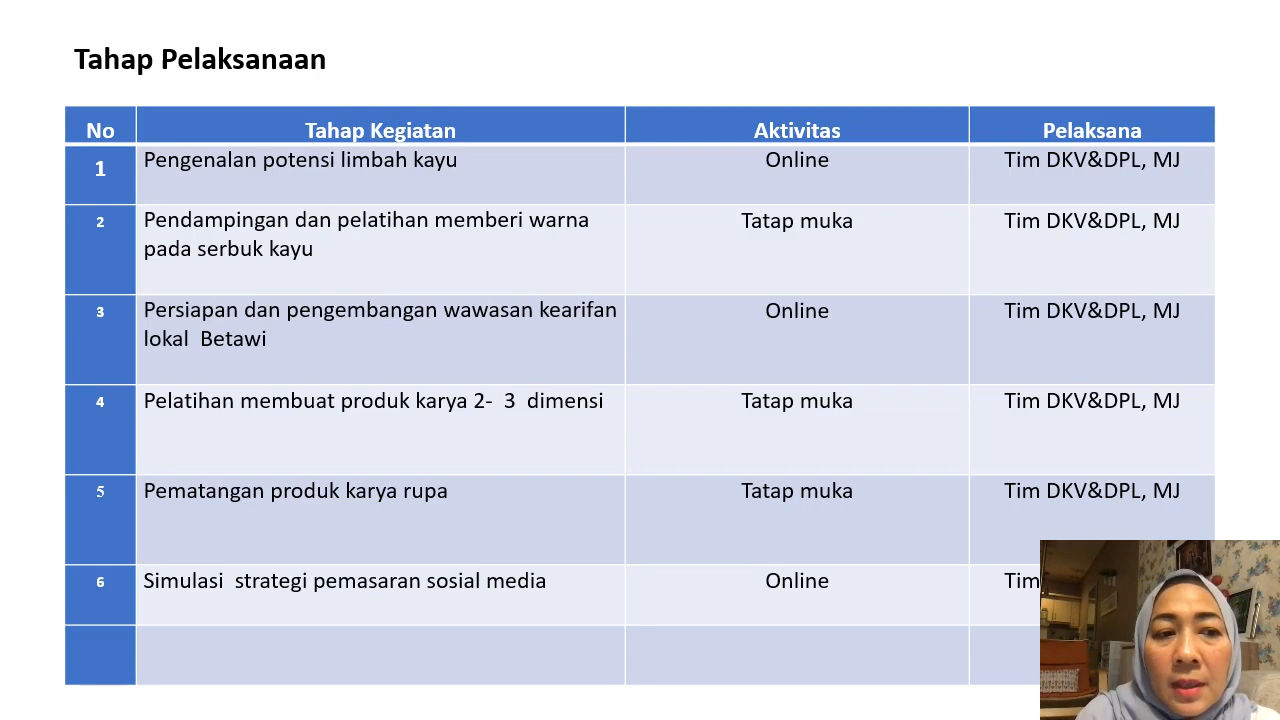 Tahap Pelaksanaan
No Tahap Kegiatan Aktivitas Pelaksana
1 Pengenalan potensi limbah kayu Online Tim DKV&DPL, MJ
2 Pendampingan dan pelatihan memberi warna Tatap muka Tim DKV&DPL, MJ
pada serbuk kayu
3 Persiapan dan pengembangan wawasan kearifan Online Tim DKV&DPL, MJ
lokal  Betawi
4 Pelatihan membuat produk karya 2-  3  dimensi Tatap muka Tim DKV&DPL, MJ
5 Pematangan produk karya rupa Tatap muka Tim DKV&DPL, MJ
6 Simulasi  strategi pemasaran sosial media Online Tim